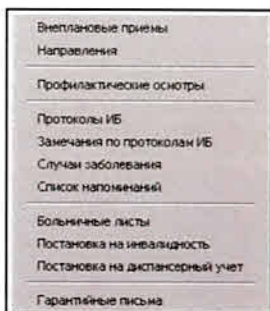 Внеплановые приемы
Направления
Профилактические осмотры
Протоколы ИБ
Замечания по протоколам ИБ
Случаи заболевания
Список напоминаний
Больничные листы
Постановка на инвалидность
Постановка на диспансерный учет
Гарантийные письма